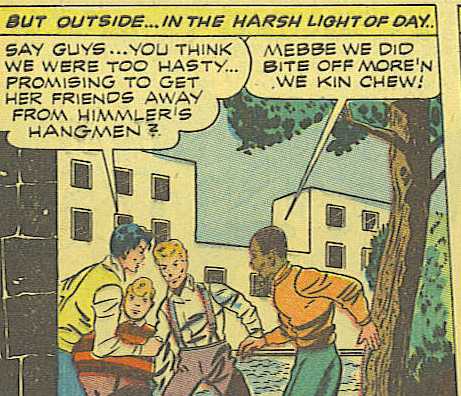 BUT OUTSIDE...IN THE HARSH LIGHT OF DAY..
SAY GUYS...YOU THINK
WE WERE TOO HASTY...
PROMISING TO GET
HER FRIENDS AWAY
FROM HIMMLER'S
HANGMEN?
MEBBE WE DID
BITE OFF MORE'N
WE KIN CHEW!